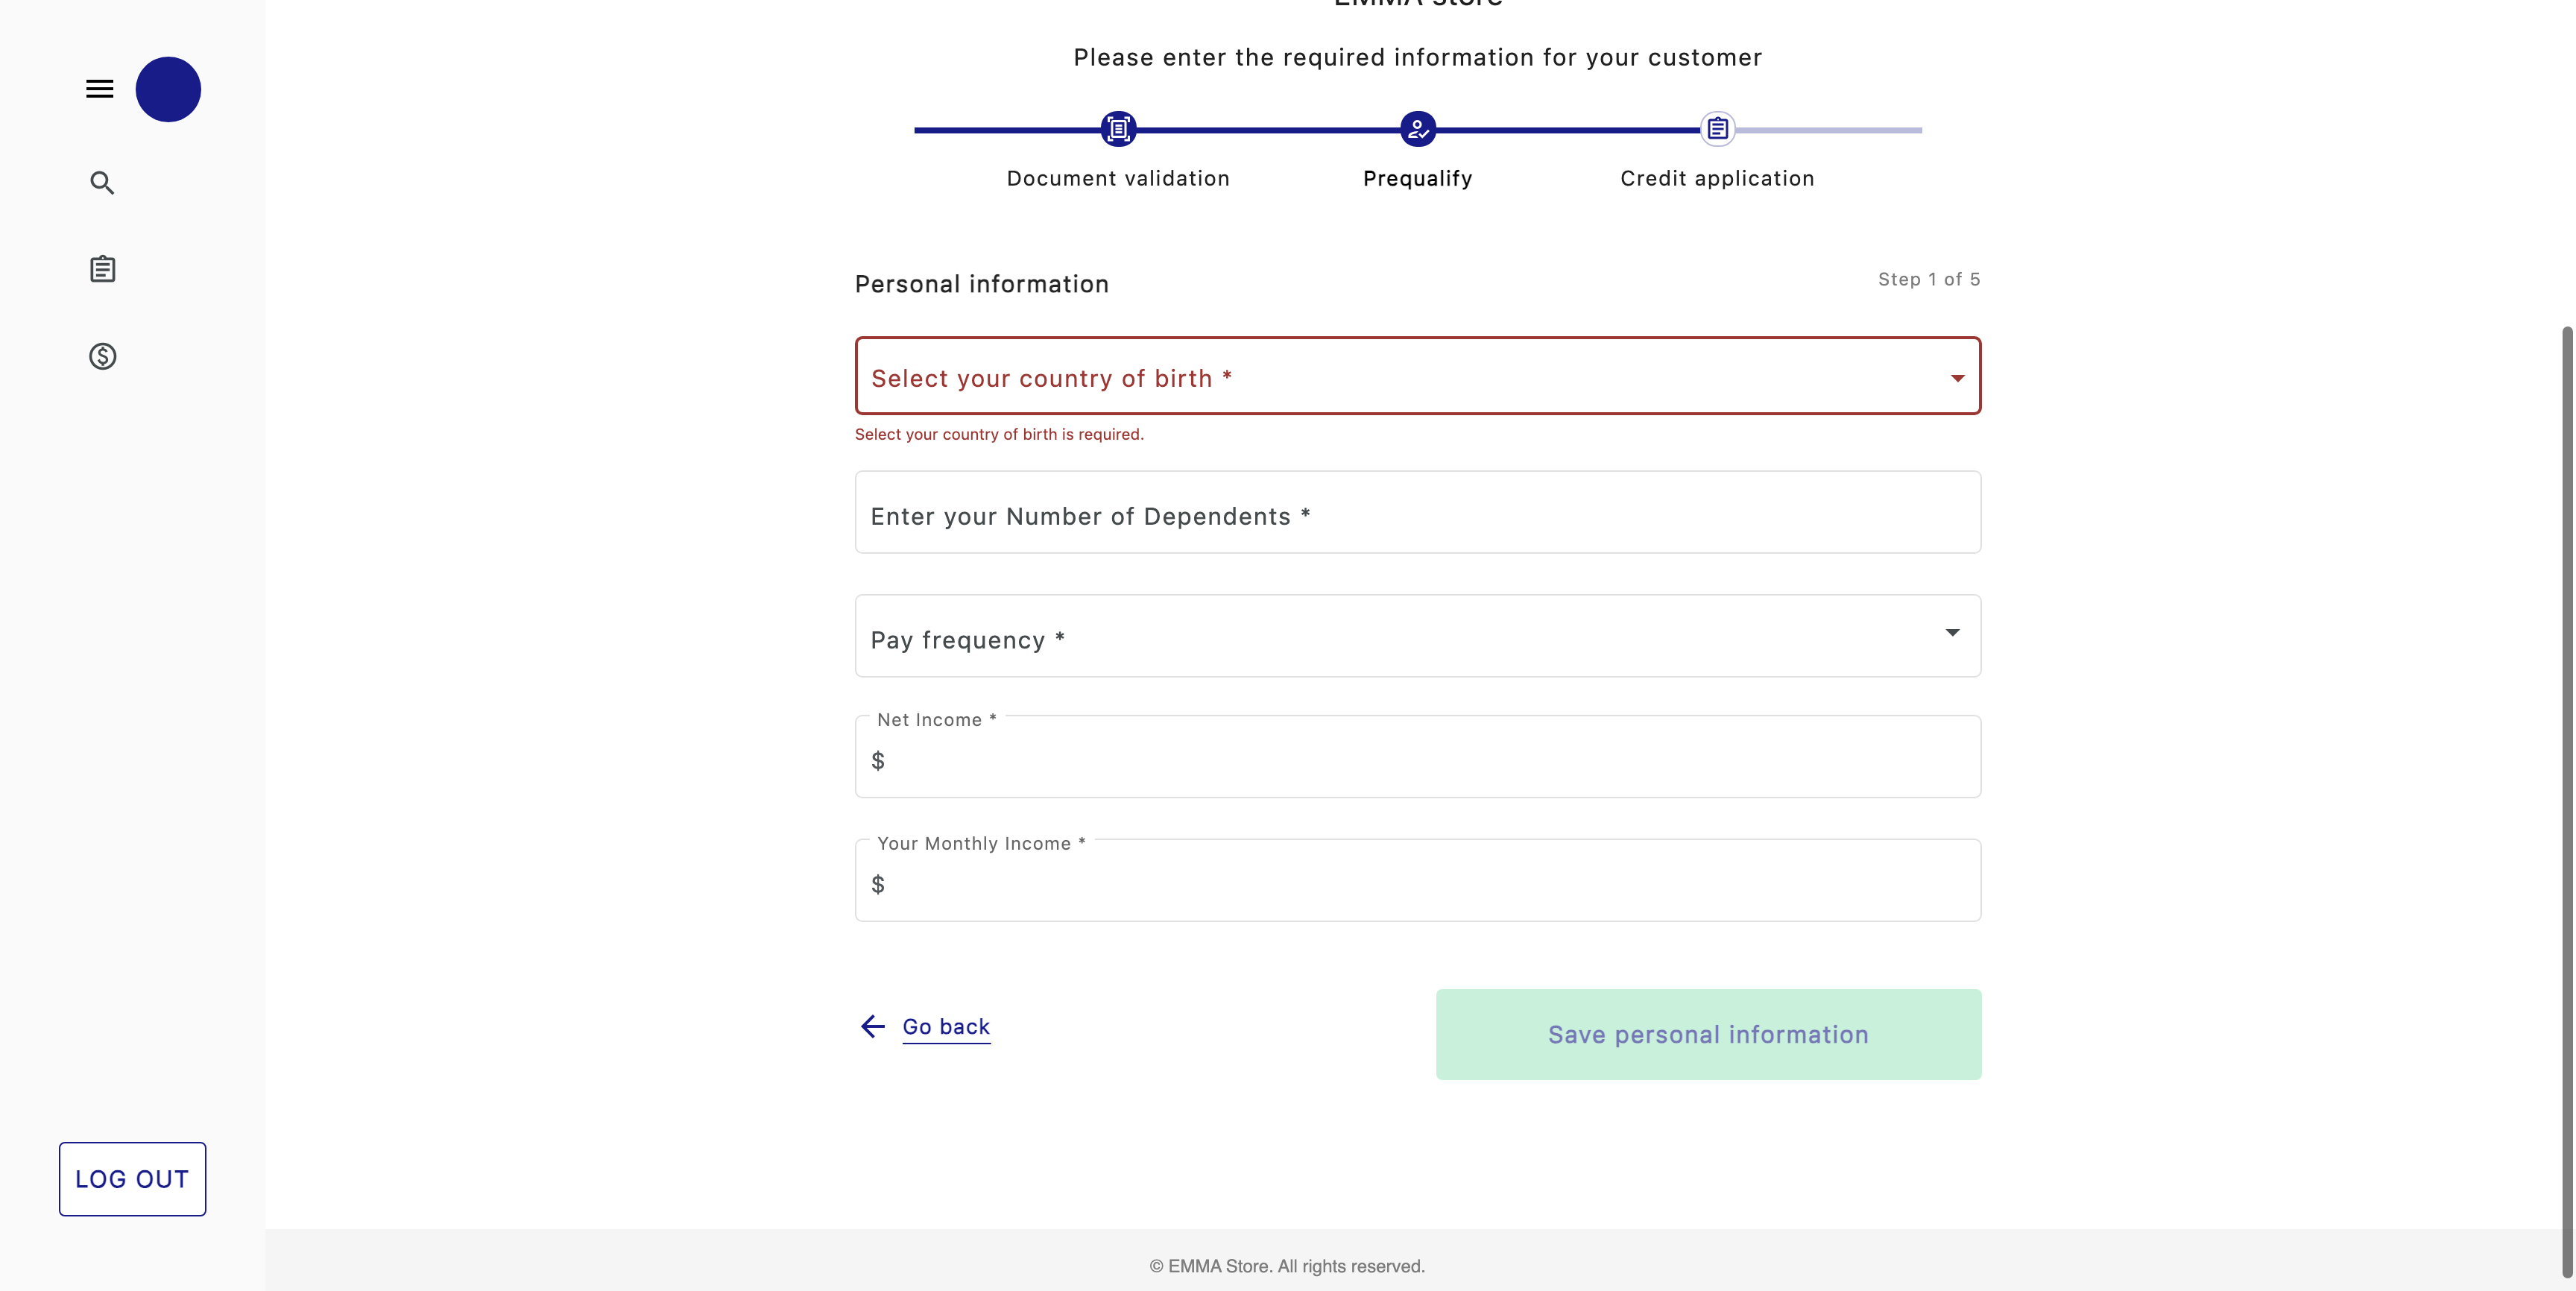 EMMA Store
Please enter the required information for your customer
Document validation
Prequalify
Credit application
Personal information
Step 1 of 5
Select your country of birth *
Select your country of birth is required.
Enter your Number of Dependents *
Pay frequency *
Net Income *
$
Your Monthly Income *
$
Go back
Save personal information
LOG OUT
© EMMA Store. All rights reserved.